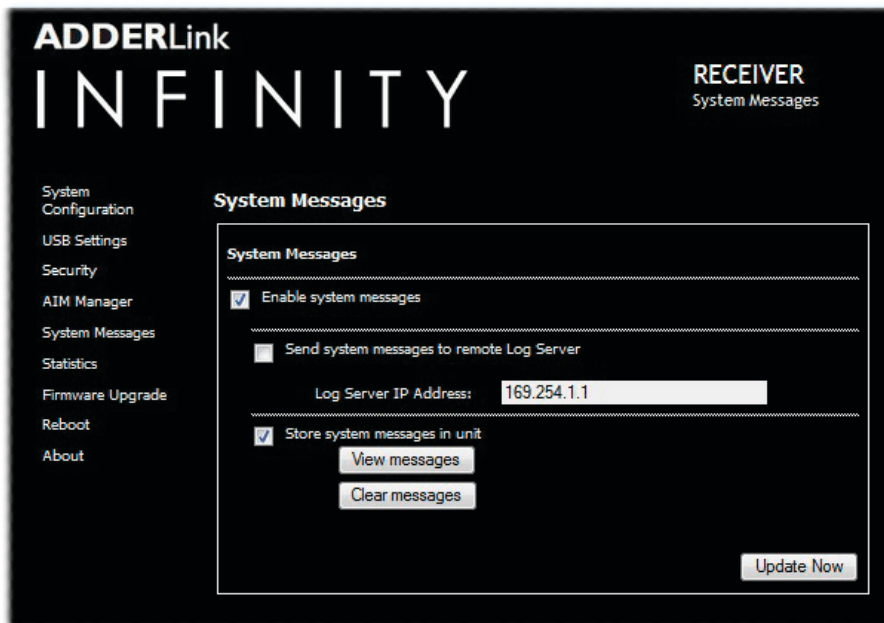 ADDERLink
INFINITY
RECEIVER
System Messages
System
Configuration
USB Settings
Security
AIM Manager
System Messages
Statistics
Firmware Upgrade
Reboot
About
System Messages
System Messages
Enable system messages
Send system messages to remote Log Server
Log Server IP Address: 169.254.1.1
Store system messages in unit
View messages
Clear messages
Update Now